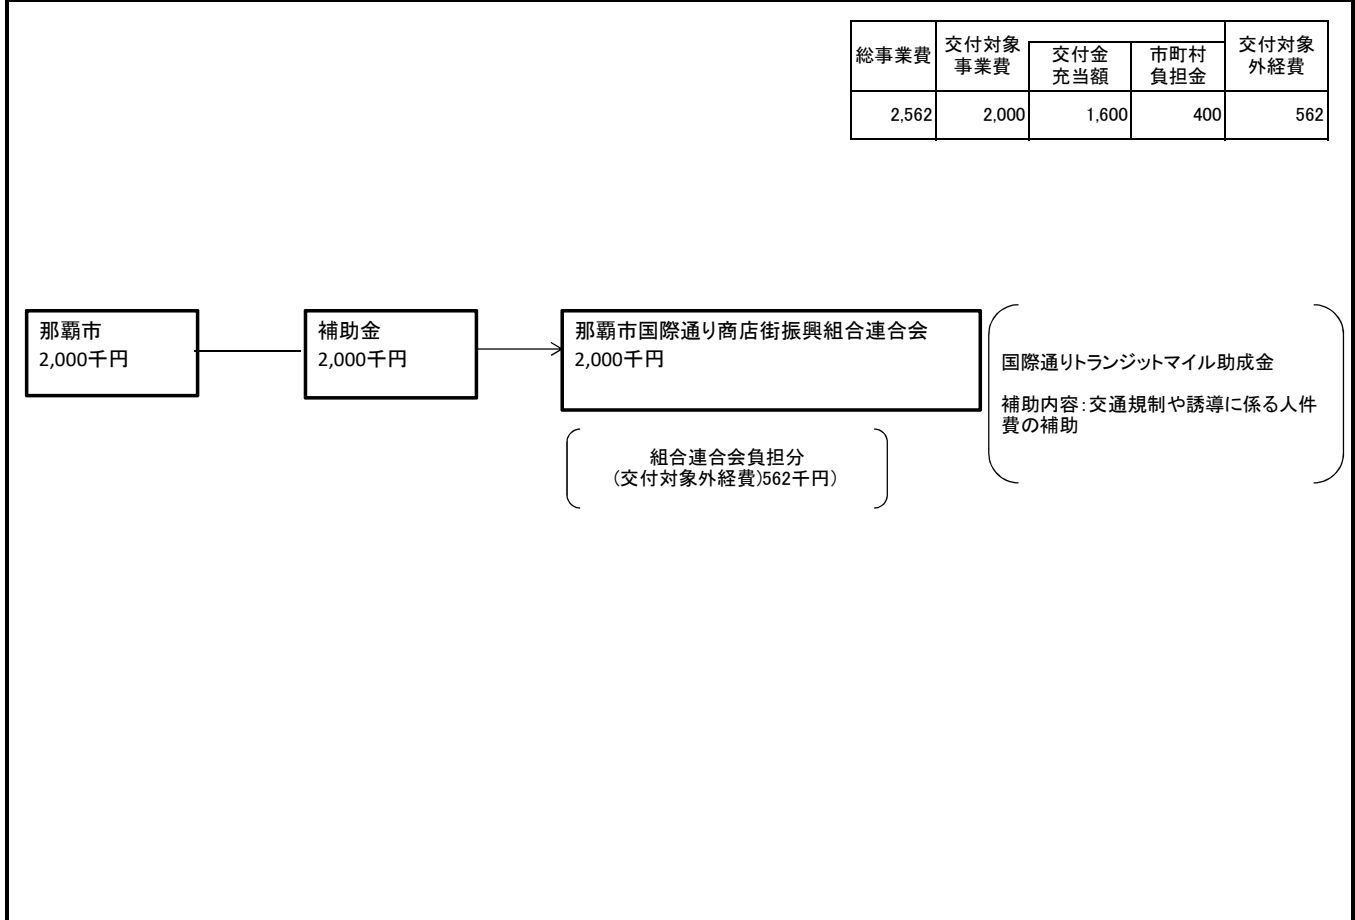 総事業費
交付対象
事業費
交付金
充当額
市町村
負担金
交付対象
外経費
2,562
2,000
1,600
400
562
那覇市
2,000千円
補助金
2,000千円
那覇市国際通り商店街振興組合連合会
2,000千円
国際通りトランジットマイル助成金
補助内容：交通規制や誘導に係る人件
費の補助
組合連合会負担分
（交付対象外経費）562千円）